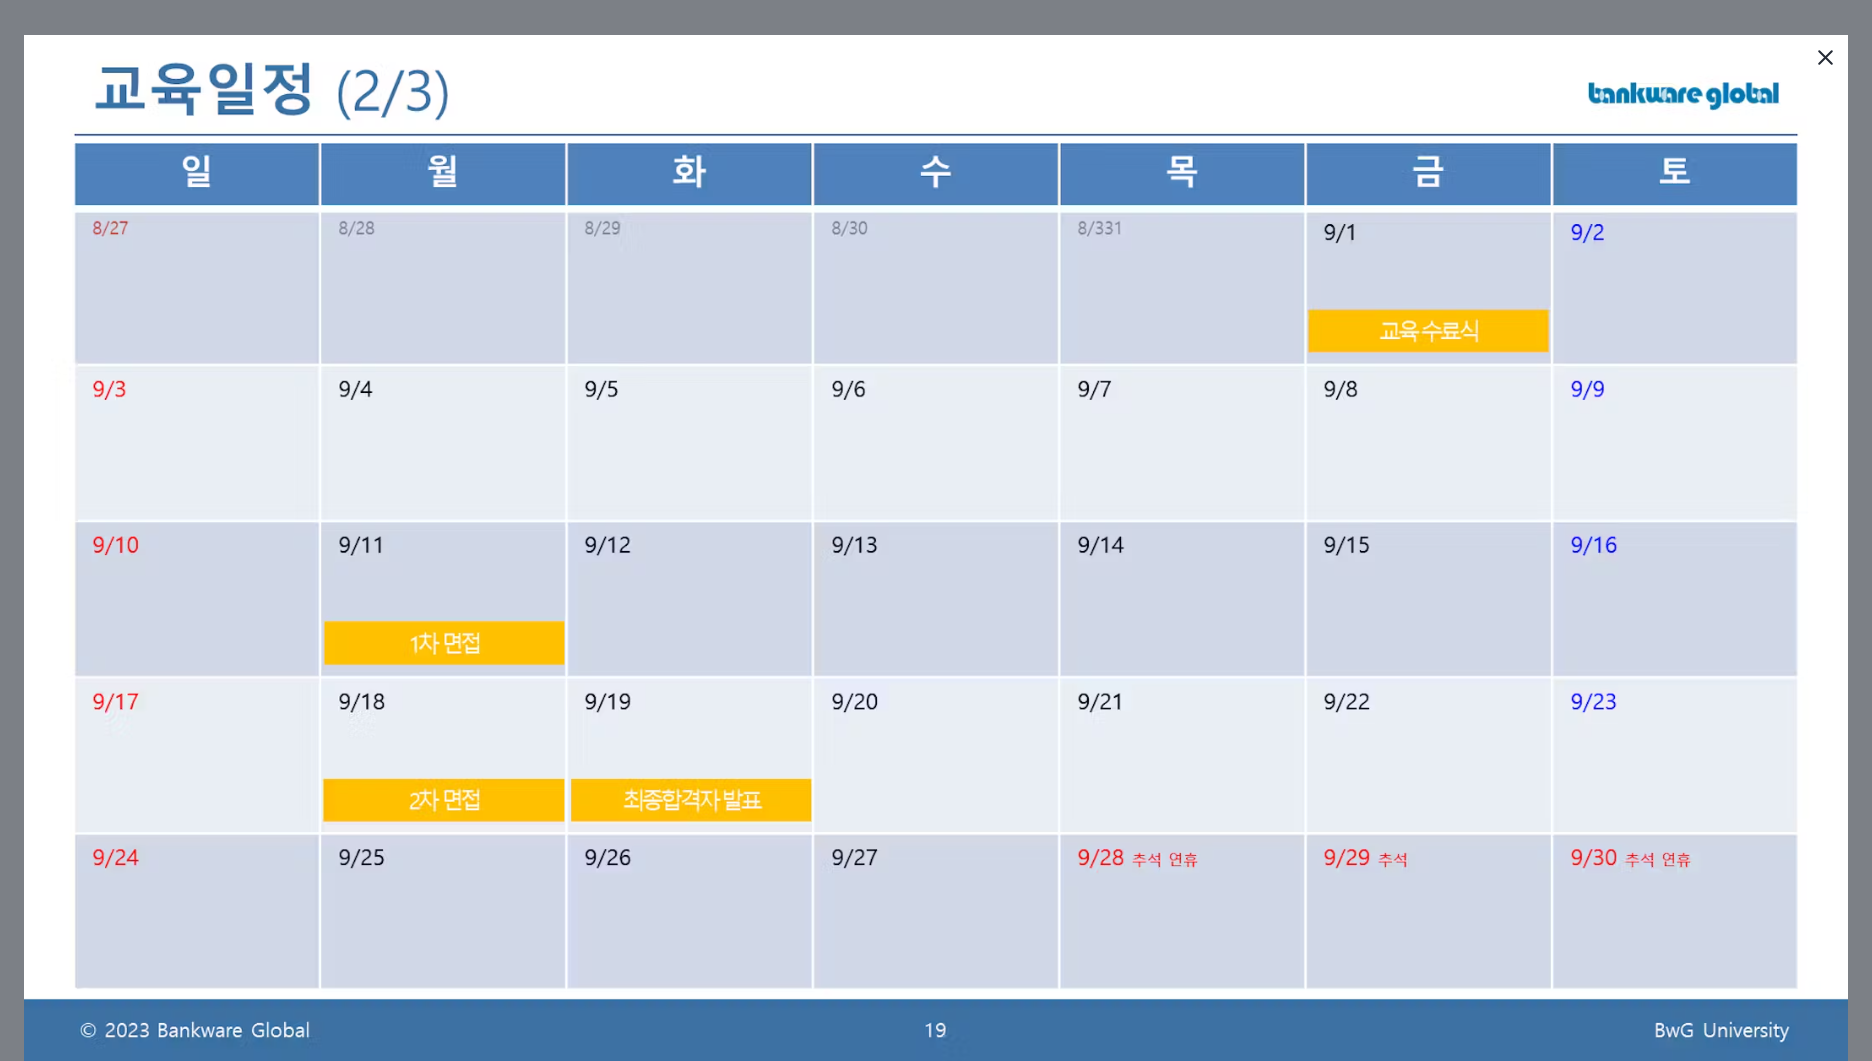 교육일정 (2/3)
bankware global
일 월 화 수 목 금 토
8/27 8/28 8/29 8/30 8/331 9/1 9/2
교육 수료식
9/3 9/4 9/5 9/6 9/7 9/8 9/9
9/10 9/11 9/12 9/13 9/14 9/15 9/16
1차 면접
9/17 9/18 9/19 9/20 9/21 9/22 9/23
2차 면접 최종합격자 발표
9/24 9/25 9/26 9/27 9/28 추석 연휴 9/29 추석 9/30 추석 연휴
© 2023 Bankware Global 19 BwG University